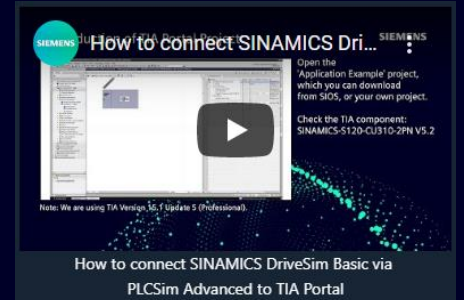 SIEMENS
How to connect SINAMICS Dri...
SIEMENS
Open the
'Application Example' project,
which you can download
from SIOS, or your own project.
Check the TIA component:
SINAMICS-S120-CU310-2PN V5.2
Note: We are using TIA Version 15.1 Update 5 (Professional).
How to connect SINAMICS DriveSim Basic via
PLCSim Advanced to TIA Portal